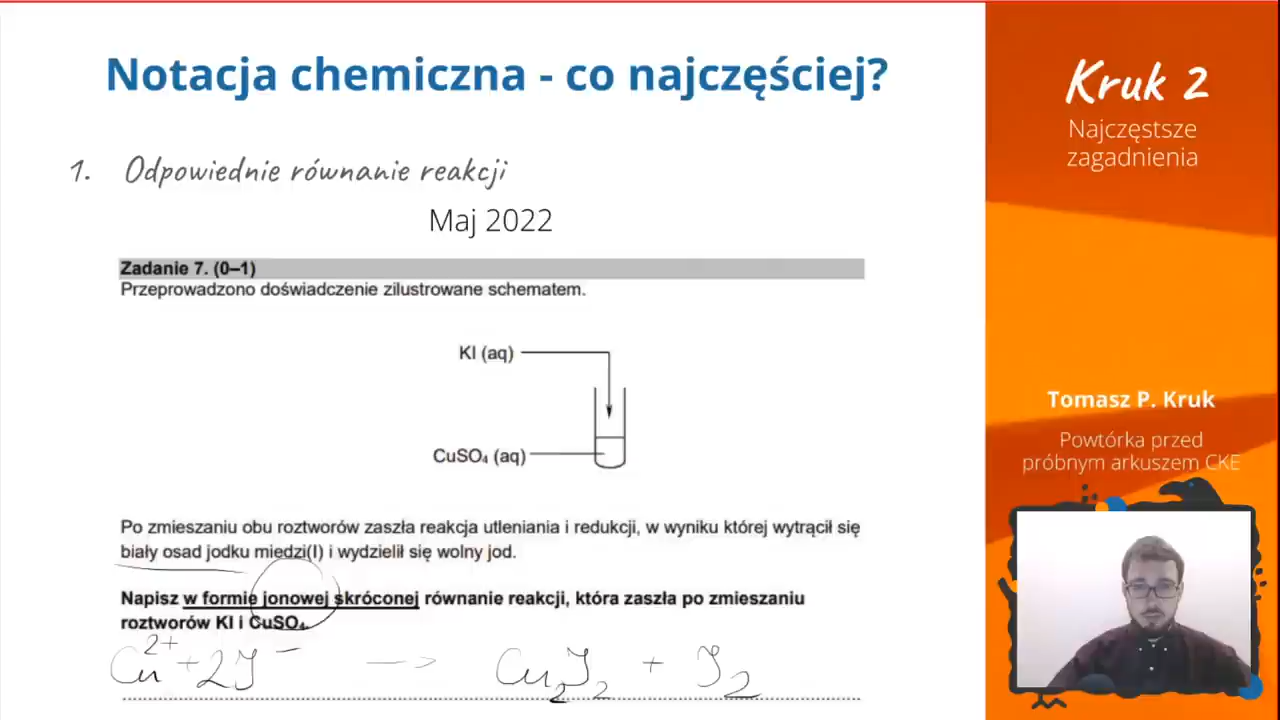 Notacja chemiczna - co najczęściej?
1. Odpowiednie równanie reakcji
Maj 2022
Zadanie 7. (0–1)
Przeprowadzono doświadczenie zilustrowane schematem.
KI (aq)
CuSO₄ (aq)
Po zmieszaniu obu roztworów zaszła reakcja utleniania i redukcji, w wyniku której wytrącił się
biały osad jodku miedzi(I) i wydzielił się wolny jod.
Napisz w formie jonowej skróconej równanie reakcji, która zaszła po zmieszaniu
roztworów KI i CuSO₄.
Cu²⁺ + 2J⁻ → Cu₂J₂ + J₂
Kruk 2
Najczęstsze
zagadnienia
Tomasz P. Kruk
Powtórka przed
próbnym arkuszem CKE